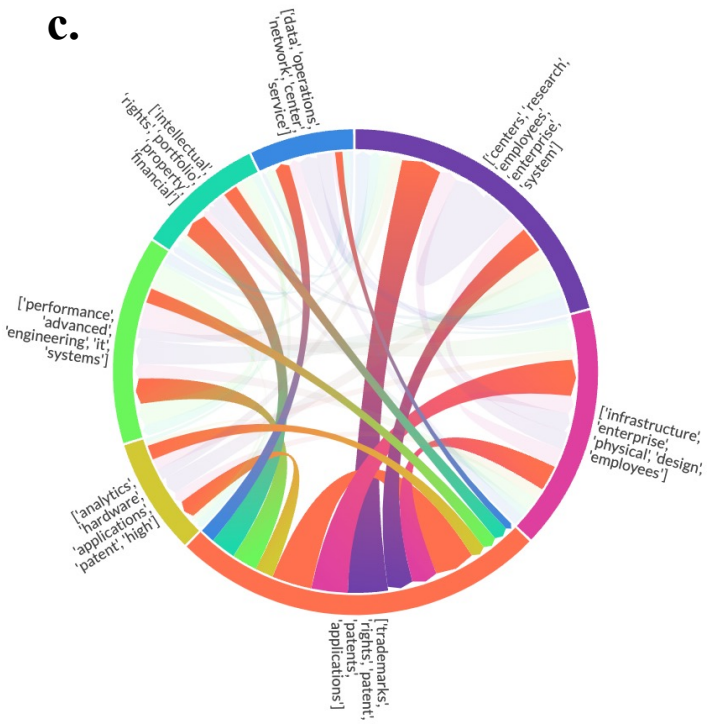 c.
['data', 'operations'
'network', 'center',
'service']
['centers', 'research',
'employees',
'enterprise',
'system']
['intellectual',
'rights', 'portfolio',
'property',
'financial']
['performance',
'advanced',
'engineering', 'it',
'systems']
['infrastructure',
'enterprise',
'physical', 'design',
'employees']
['analytics',
'hardware',
'applications',
'patent', 'high']
['trademarks',
'rights', 'patent',
'patents',
'applications']